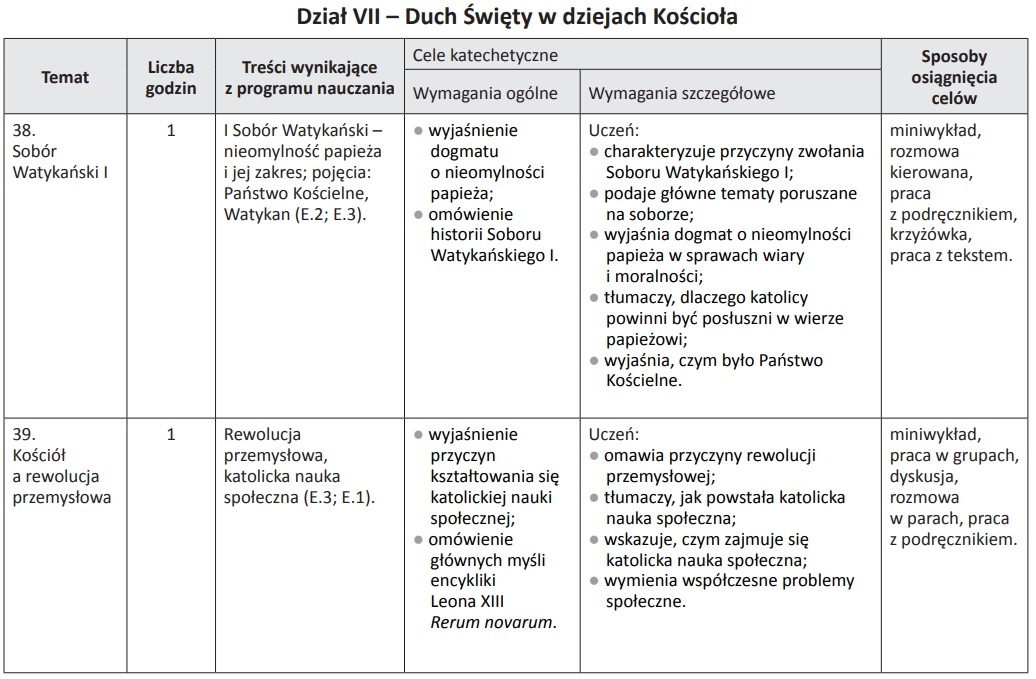 Dział VII – Duch Święty w dziejach Kościoła
Temat
Liczba
godzin
Treści wynikające
z programu nauczania
Cele katechetyczne
Wymagania ogólne
Wymagania szczegółowe
Sposoby
osiągnięcia
celów
38.
Sobór
Watykański I
1
I Sobór Watykański –
nieomylność papieża
i jej zakres; pojęcia:
Państwo Kościelne,
Watykan (E.2; E.3).
● wyjaśnienie
dogmatu
o nieomylności
papieża;
● omówienie
historii Soboru
Watykańskiego I.
Uczeń:
● charakteryzuje przyczyny zwołania
Soboru Watykańskiego I;
● podaje główne tematy poruszane
na soborze;
● wyjaśnia dogmat o nieomylności
papieża w sprawach wiary
i moralności;
● tłumaczy, dlaczego katolicy
powinni być posłuszni w wierze
papieżowi;
● wyjaśnia, czym było Państwo
Kościelne.
miniwykład,
rozmowa
kierowana,
praca
z podręcznikiem,
krzyżówka,
praca z tekstem.
39.
Kościół
a rewolucja
przemysłowa
1
Rewolucja
przemysłowa,
katolicka nauka
społeczna (E.3; E.1).
● wyjaśnienie
przyczyn
kształtowania się
katolickiej nauki
społecznej;
● omówienie
głównych myśli
encykliki
Leona XIII
Rerum novarum.
Uczeń:
● omawia przyczyny rewolucji
przemysłowej;
● tłumaczy, jak powstała katolicka
nauka społeczna;
● wskazuje, czym zajmuje się
katolicka nauka społeczna;
● wymienia współczesne problemy
społeczne.
miniwykład,
praca w grupach,
dyskusja,
rozmowa
w parach, praca
z podręcznikiem.